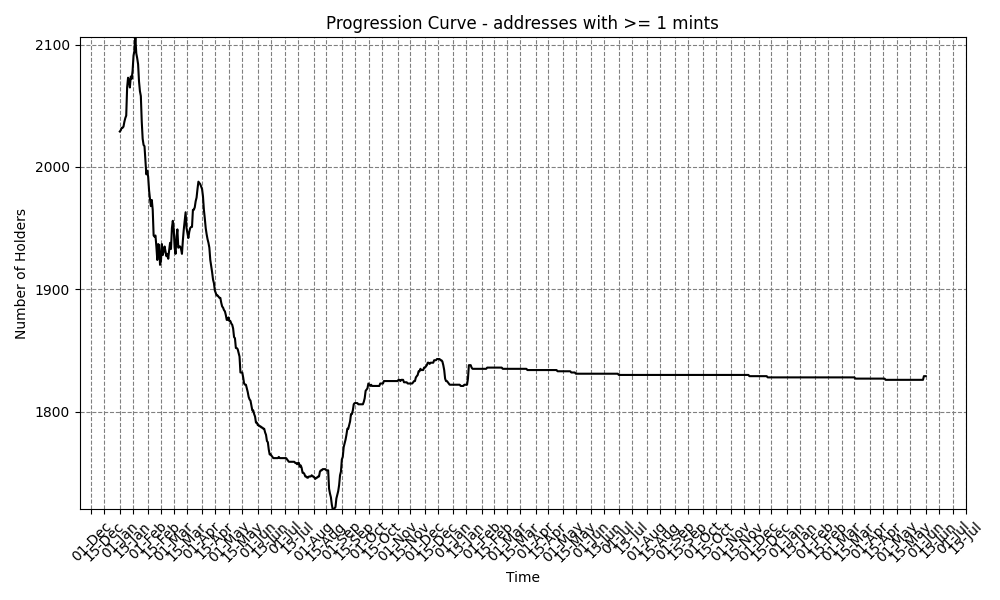 Progression Curve - addresses with >= 1 mints
Number of Holders
2100
2000
1900
1800
01-Dec
15-Dec
01-Jan
15-Jan
01-Feb
15-Feb
01-Mar
15-Mar
01-Apr
15-Apr
01-May
15-May
01-Jun
15-Jun
01-Jul
15-Jul
01-Aug
15-Aug
01-Sep
15-Sep
01-Oct
15-Oct
01-Nov
15-Nov
01-Dec
15-Dec
01-Jan
15-Jan
01-Feb
15-Feb
01-Mar
15-Mar
01-Apr
15-Apr
01-May
15-May
01-Jun
15-Jun
01-Jul
15-Jul
01-Aug
15-Aug
01-Sep
15-Sep
01-Oct
15-Oct
01-Nov
15-Nov
01-Dec
15-Dec
01-Jan
15-Jan
01-Feb
15-Feb
01-Mar
15-Mar
01-Apr
15-Apr
01-May
15-May
01-Jun
15-Jun
01-Jul
15-Jul
Time